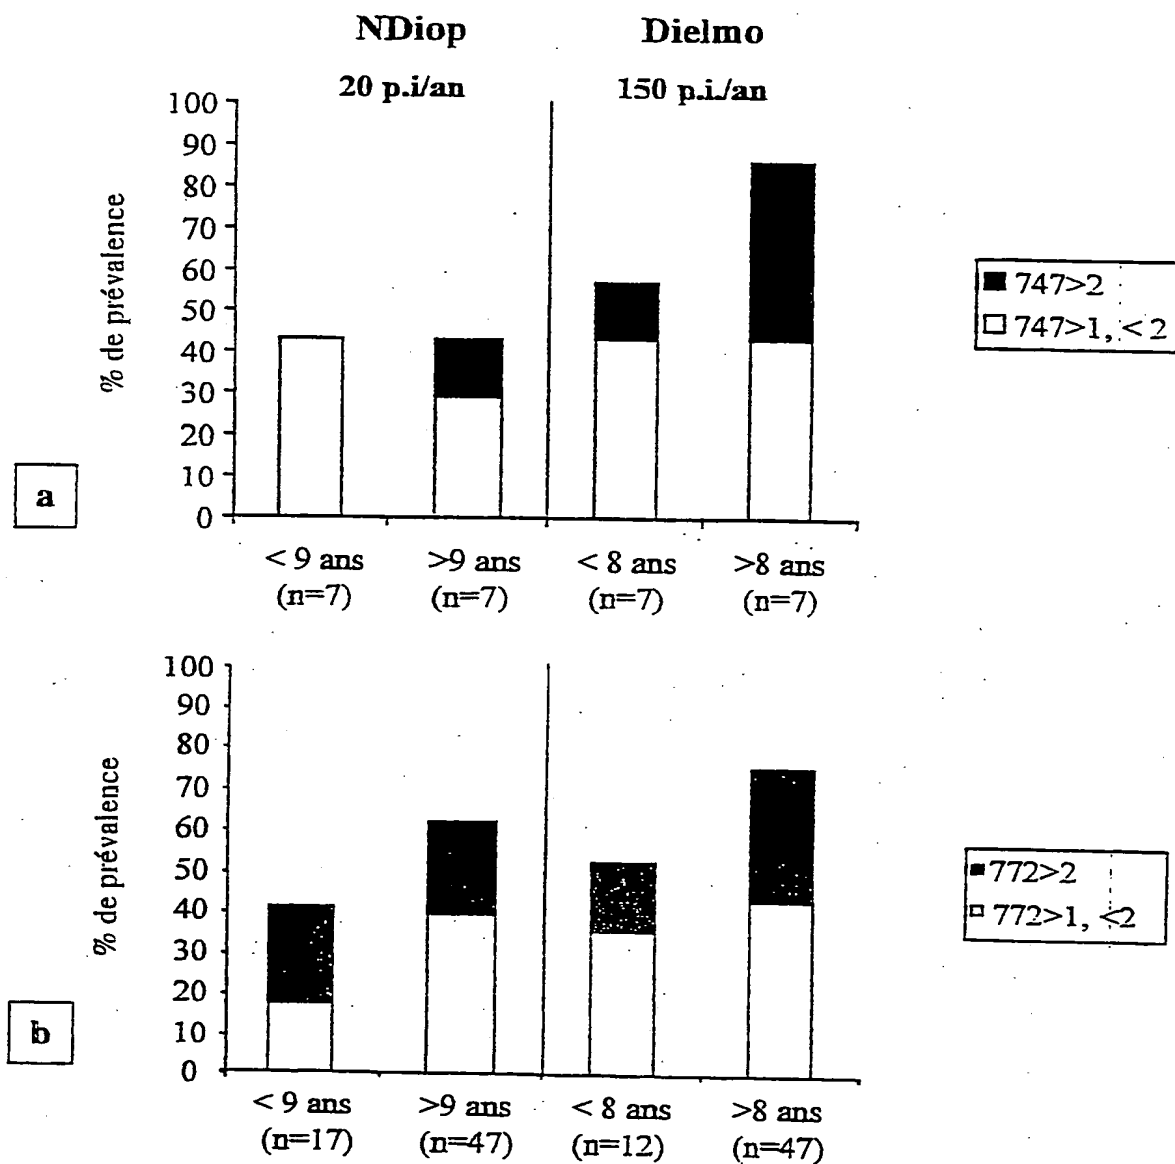 NDiop Dielmo
20 p.i/an 150 p.i./an
% de prévalence
100
90
80
70
60
50
40
30
20
10
0
■ 747>2
□ 747>1, <2
a
< 9 ans >9 ans < 8 ans >8 ans
(n=7) (n=7) (n=7) (n=7)
% de prévalence
100
90
80
70
60
50
40
30
20
10
0
■ 772>2
□ 772>1, <2
b
< 9 ans >9 ans < 8 ans >8 ans
(n=17) (n=47) (n=12) (n=47)